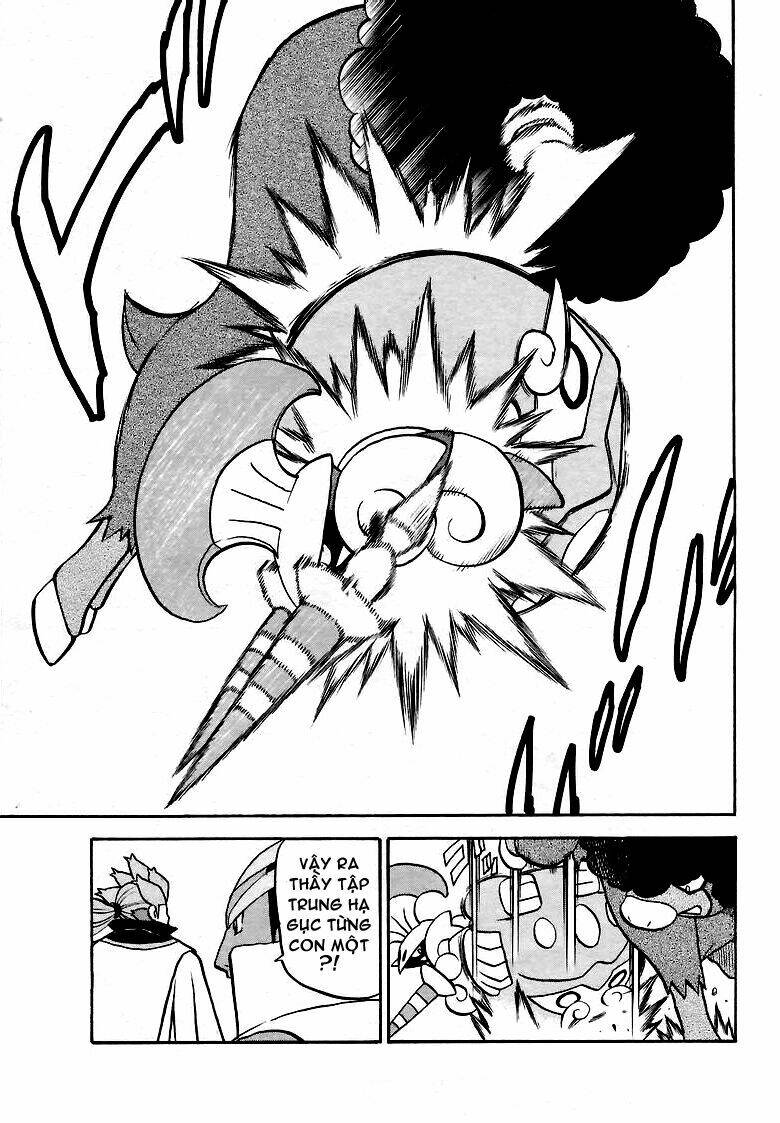 VẬY RA
THẦY TẬP
TRUNG HẠ
GỤC TỪNG
CON MỘT
?!